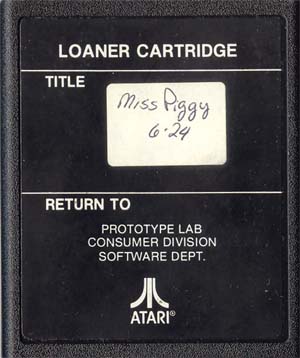 LOANER CARTRIDGE
TITLE
Miss Piggy
6-24
RETURN TO
PROTOTYPE LAB
CONSUMER DIVISION
SOFTWARE DEPT.
ATARI®